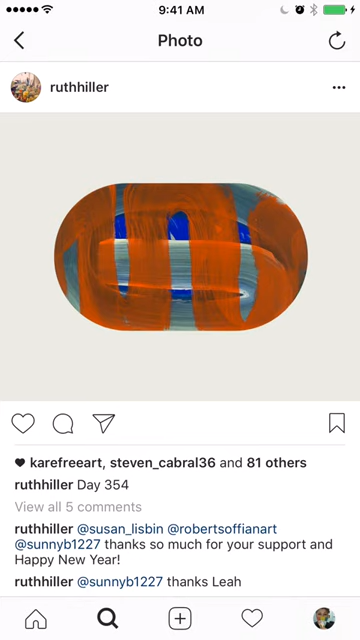 9:41 AM
Photo
ruthhiller
karefreeart, steven_cabral36 and 81 others
ruthhiller Day 354
View all 5 comments
ruthhiller @susan_lisbin @robertsoffianart
@sunnyb1227 thanks so much for your support and
Happy New Year!
ruthhiller @sunnyb1227 thanks Leah